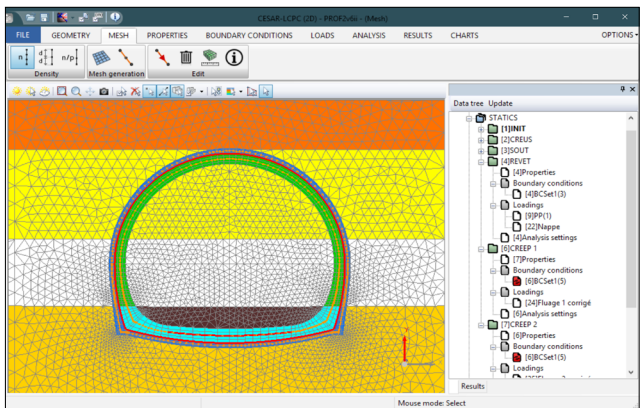 CESAR-LCPC (2D) - PROF2v6ii - (Mesh)
FILE GEOMETRY MESH PROPERTIES BOUNDARY CONDITIONS LOADS ANALYSIS RESULTS CHARTS OPTIONS
n d d n/p
Density Mesh generation Edit
Data tree Update
STATICS
[1]INIT
[2]CREUS
[3]SOUT
[4]REVET
[4]Properties
Boundary conditions
[4]BCSet1(3)
Loadings
[9]PP(1)
[22]Nappe
[4]Analysis settings
[6]CREEP 1
[7]Properties
Boundary conditions
[6]BCSet1(5)
Loadings
[24]Fluage 1 corrigé
[6]Analysis settings
[7]CREEP 2
[6]Properties
Boundary conditions
[6]BCSet1(5)
Loadings
Results
Mouse mode: Select